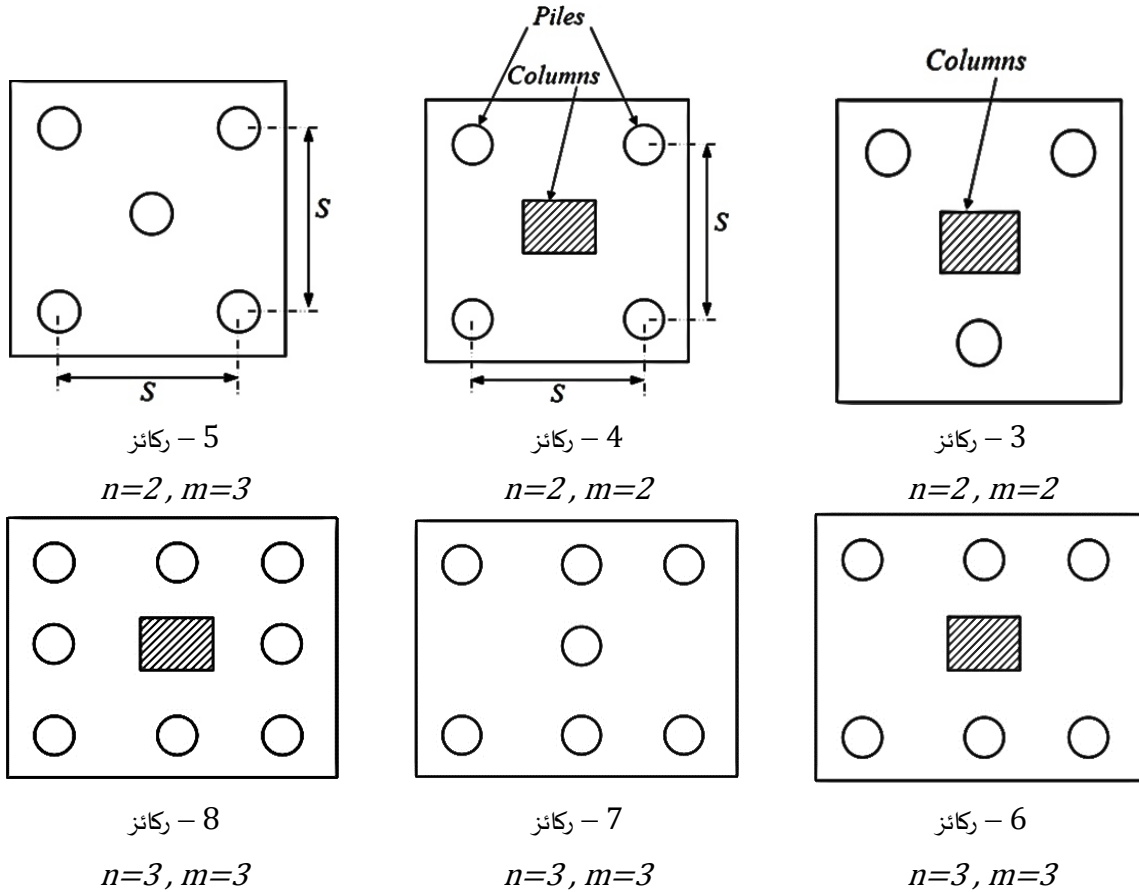 Piles
Columns
Columns
S
S
S
S
5 – ركائز
4 – ركائز
3 – ركائز
n=2 , m=3
n=2 , m=2
n=2 , m=2
8 – ركائز
7 – ركائز
6 – ركائز
n=3 , m=3
n=3 , m=3
n=3 , m=3